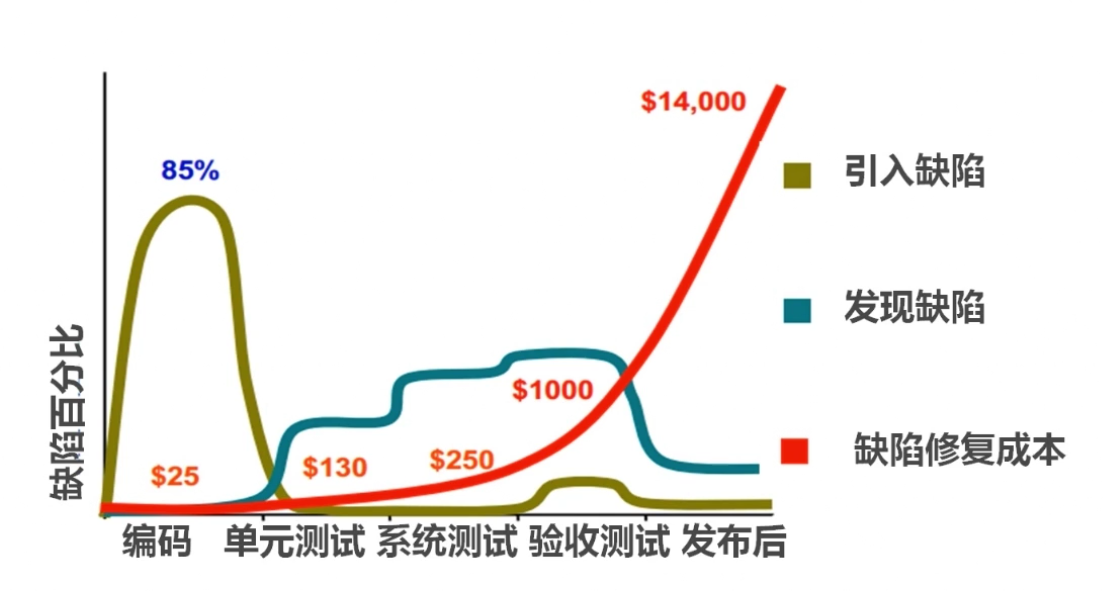 $14,000
85%
引入缺陷
发现缺陷
缺陷百分比
$1000
$25
$130
$250
缺陷修复成本
编码
单元测试
系统测试
验收测试
发布后